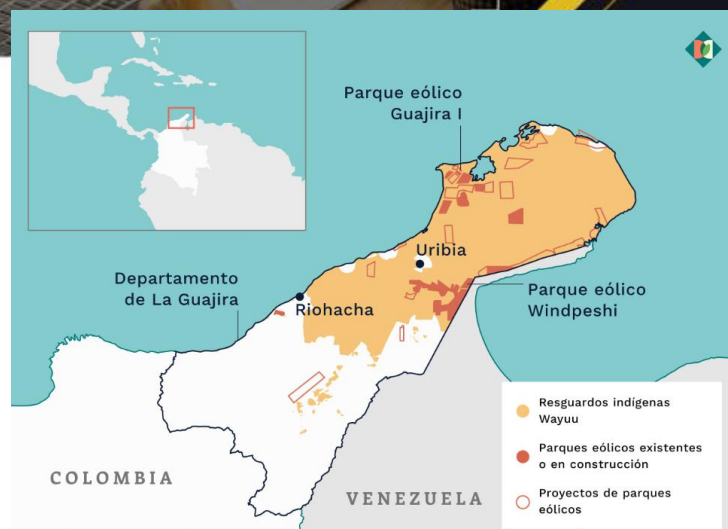 Parque eólico
Guajira I
Uribia
Departamento
de La Guajira
Riohacha
Parque eólico
Windpeshi
Resguardos indígenas
Wayuu
Parques eólicos existentes
o en construcción
Proyectos de parques
eólicos
COLOMBIA
VENEZUELA